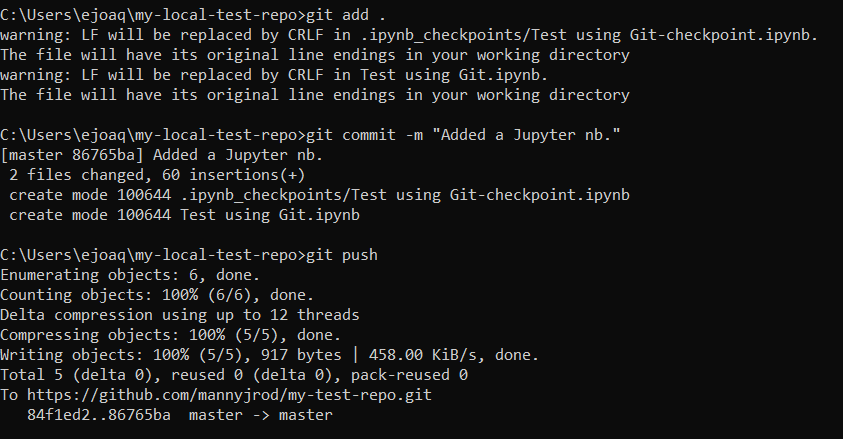 C:\Users\ejoaq\my-local-test-repo>git add .
warning: LF will be replaced by CRLF in .ipynb_checkpoints/Test using Git-checkpoint.ipynb.
The file will have its original line endings in your working directory
warning: LF will be replaced by CRLF in Test using Git.ipynb.
The file will have its original line endings in your working directory
C:\Users\ejoaq\my-local-test-repo>git commit -m "Added a Jupyter nb."
[master 86765ba] Added a Jupyter nb.
 2 files changed, 60 insertions(+)
 create mode 100644 .ipynb_checkpoints/Test using Git-checkpoint.ipynb
 create mode 100644 Test using Git.ipynb
C:\Users\ejoaq\my-local-test-repo>git push
Enumerating objects: 6, done.
Counting objects: 100% (6/6), done.
Delta compression using up to 12 threads
Compressing objects: 100% (5/5), done.
Writing objects: 100% (5/5), 917 bytes | 458.00 KiB/s, done.
Total 5 (delta 0), reused 0 (delta 0), pack-reused 0
To https://github.com/mannyjrod/my-test-repo.git
   84f1ed2..86765ba  master -> master